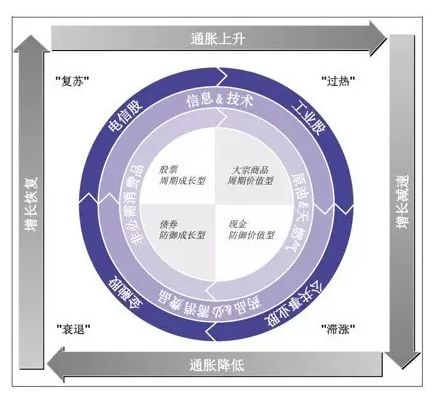 通胀上升
"复苏"
"过热"
信息＆技术
电信股
工业股
股票
周期成长型
大宗商品
周期价值型
增长恢复
非必需消费品
原油&天燃气
增长减速
债券
防御成长型
现金
防御价值型
金融股
药品&必需消费品
公共事业股
"衰退"
"滞涨"
通胀降低